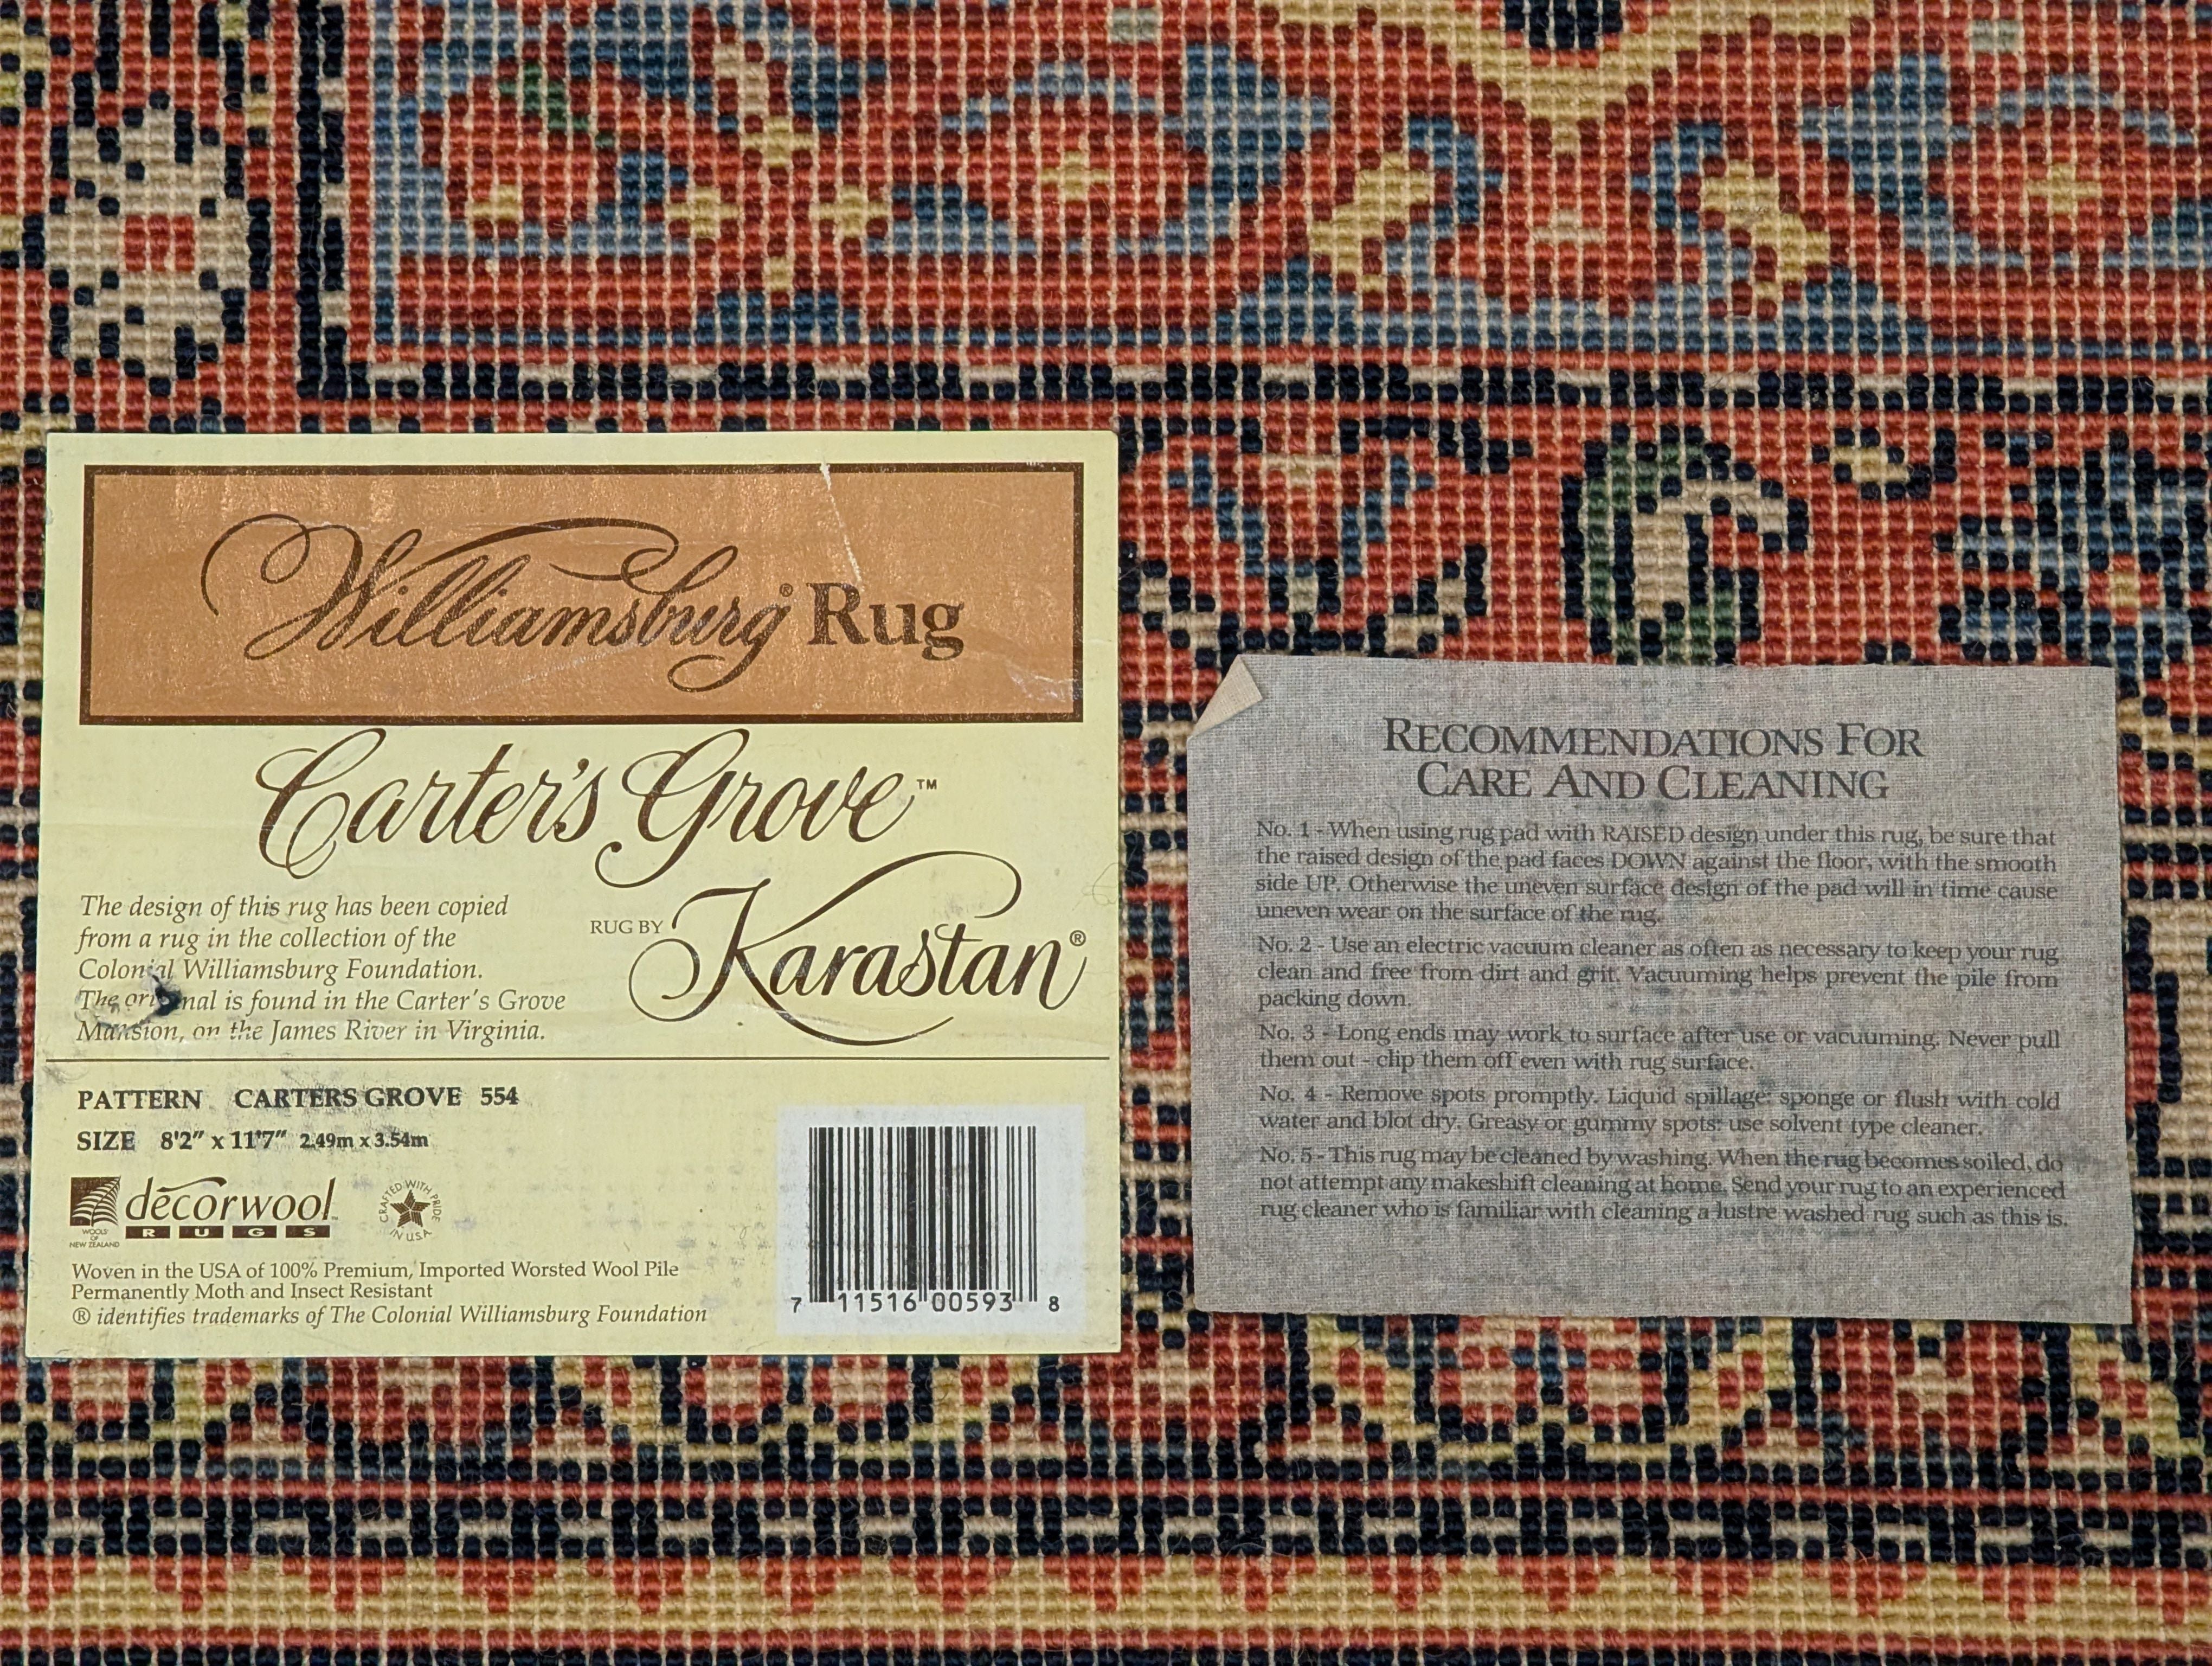 Williamsburg® Rug
Carter's Grove™
The design of this rug has been copied
from a rug in the collection of the
Colonial Williamsburg Foundation.
The original is found in the Carter's Grove
Mansion, on the James River in Virginia.
RUG BY Karastan®
PATTERN CARTERS GROVE 554
SIZE 8'2" x 11'7" 2.49m x 3.54m
decorwool
RUGS
WOOLS
OF
NEW ZEALAND
CRAFTED WITH PRIDE
IN U.S.A.
Woven in the USA of 100% Premium, Imported Worsted Wool Pile
Permanently Moth and Insect Resistant
® identifies trademarks of The Colonial Williamsburg Foundation
7 11516 00593 8
RECOMMENDATIONS FOR
CARE AND CLEANING
No. 1 - When using rug pad with RAISED design under this rug, be sure that
the raised design of the pad faces DOWN against the floor, with the smooth
side UP. Otherwise the uneven surface design of the pad will in time cause
uneven wear on the surface of the rug.
No. 2 - Use an electric vacuum cleaner as often as necessary to keep your rug
clean and free from dirt and grit. Vacuuming helps prevent the pile from
packing down.
No. 3 - Long ends may work to surface after use or vacuuming. Never pull
them out - clip them off even with rug surface.
No. 4 - Remove spots promptly. Liquid spillage: sponge or flush with cold
water and blot dry. Greasy or gummy spots: use solvent type cleaner.
No. 5 - This rug may be cleaned by washing. When the rug becomes soiled, do
not attempt any makeshift cleaning at home. Send your rug to an experienced
rug cleaner who is familiar with cleaning a lustre washed rug such as this is.